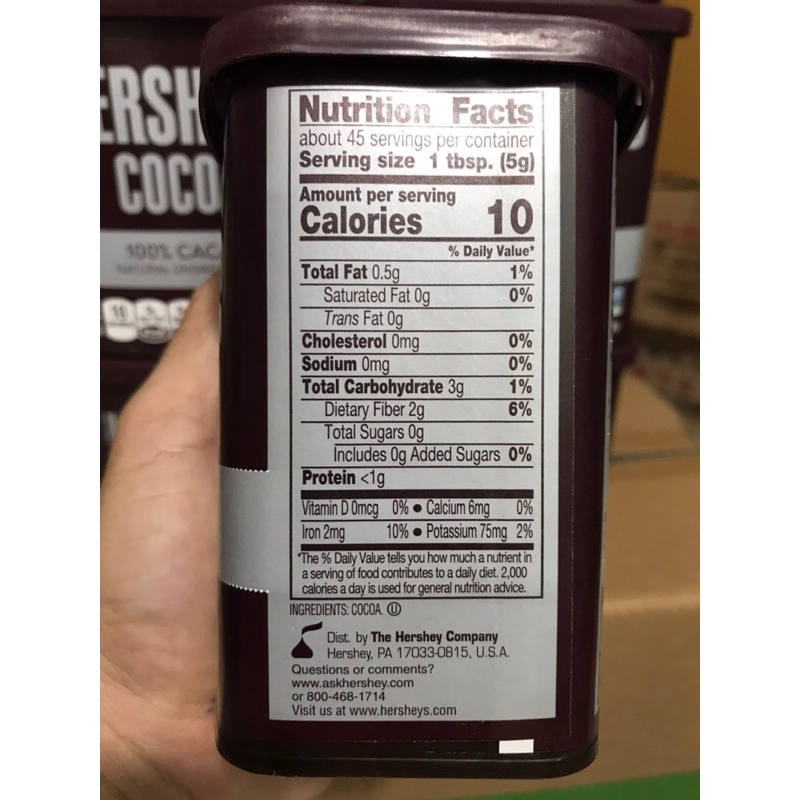 ERSH
COCO
100% CAC
Nutrition Facts
about 45 servings per container
Serving size 1 tbsp. (5g)
Amount per serving
Calories 10
% Daily Value*
Total Fat 0.5g 1%
Saturated Fat 0g 0%
Trans Fat 0g
Cholesterol 0mg 0%
Sodium 0mg 0%
Total Carbohydrate 3g 1%
Dietary Fiber 2g 6%
Total Sugars 0g
Includes 0g Added Sugars 0%
Protein <1g
Vitamin D 0mcg 0% ● Calcium 6mg 0%
Iron 2mg 10% ● Potassium 75mg 2%
*The % Daily Value tells you how much a nutrient in
a serving of food contributes to a daily diet. 2,000
calories a day is used for general nutrition advice.
INGREDIENTS: COCOA. Ⓤ
Dist. by The Hershey Company
Hershey, PA 17033-0815, U.S.A.
Questions or comments?
www.askhershey.com
or 800-468-1714
Visit us at www.hersheys.com